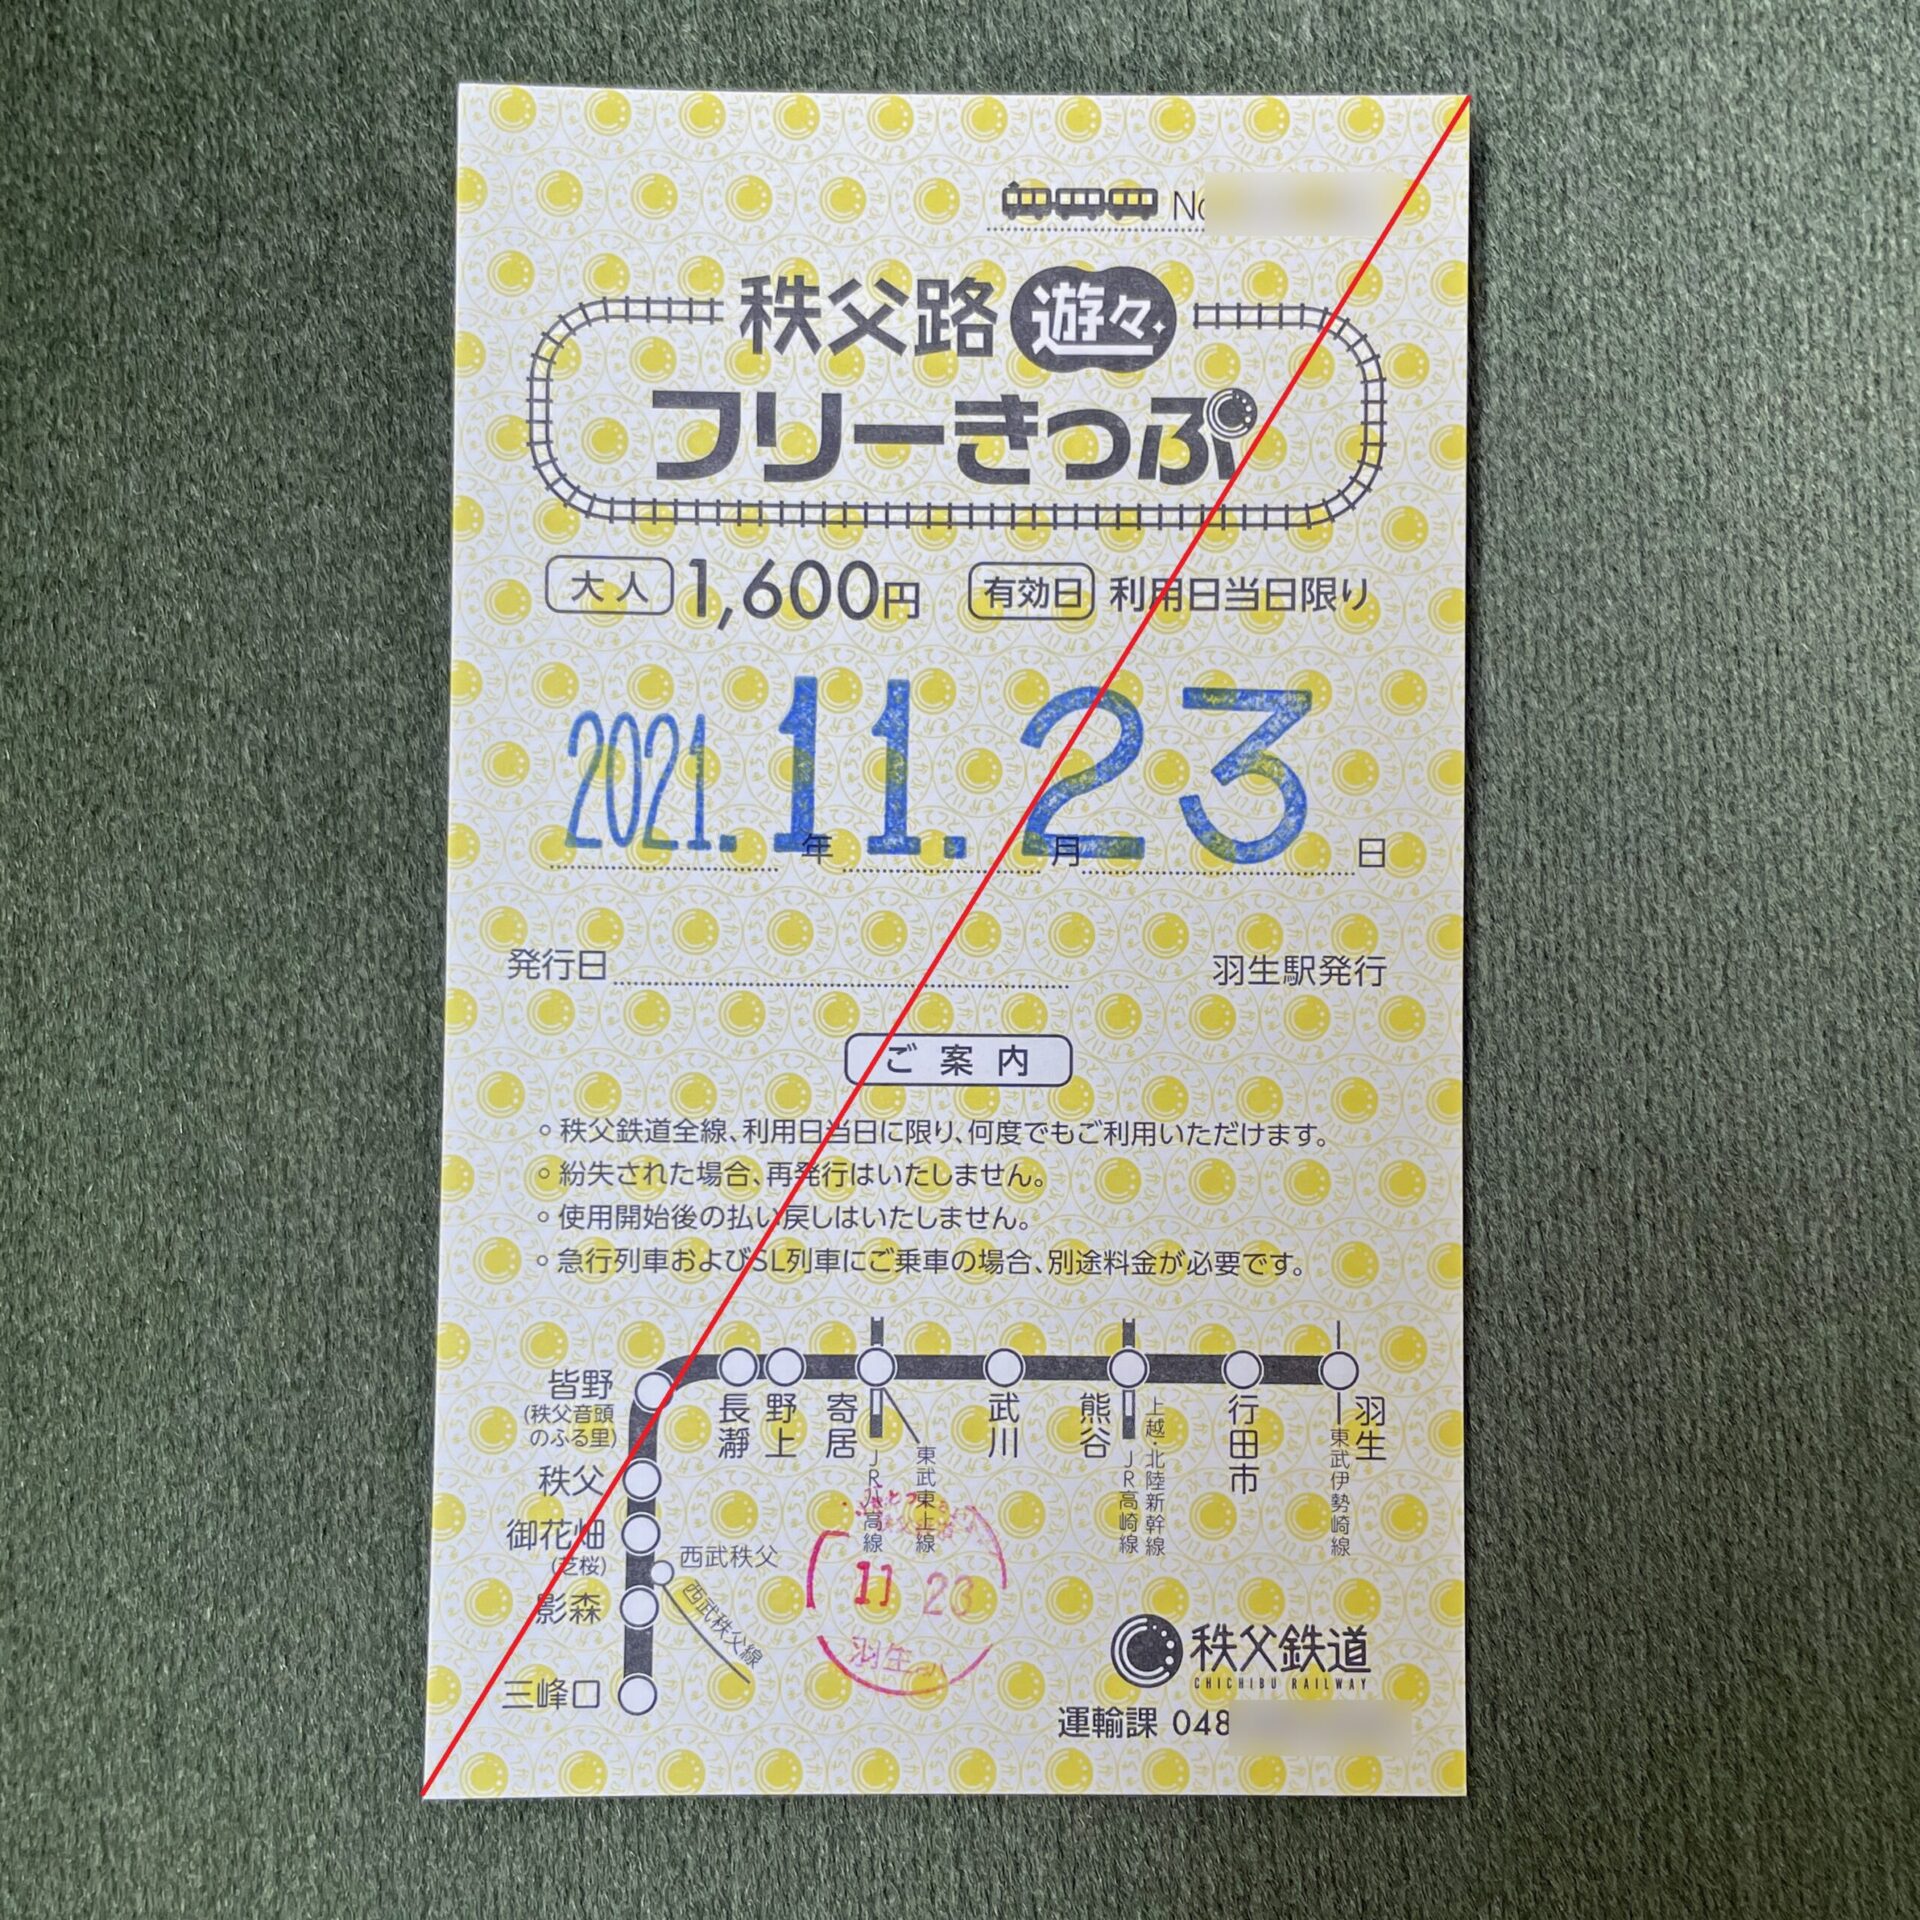 No
秩父路 遊々
フリーきっぷ
大人 1,600円 有効日 利用日当日限り
2021.11.23
年 月 日
発行日 羽生駅発行
ご案内
○秩父鉄道全線、利用日当日に限り、何度でもご利用いただけます。
○紛失された場合、再発行はいたしません。
○使用開始後の払い戻しはいたしません。
○急行列車およびSL列車にご乗車の場合、別途料金が必要です。
皆野
(秩父音頭
のふる里)
長瀞
野上
寄居
武川
熊谷
行田市
羽生
JR八高線
東武東上線
JR高崎線
上越・北陸新幹線
東武伊勢崎線
秩父
御花畑
(芝桜)
西武秩父
西武秩父線
影森
三峰口
11 23
羽生
秩父鉄道
CHICHIBU RAILWAY
運輸課 048